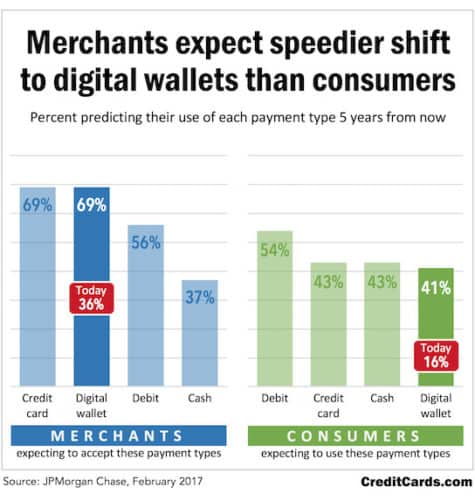 Merchants expect speedier shift
to digital wallets than consumers
Percent predicting their use of each payment type 5 years from now
69%
69%
56%
37%
Today
36%
Credit
card
Digital
wallet
Debit
Cash
MERCHANTS
expecting to accept these payment types
54%
43%
43%
41%
Today
16%
Debit
Credit
card
Cash
Digital
wallet
CONSUMERS
expecting to use these payment types
Source: JPMorgan Chase, February 2017
CreditCards.com